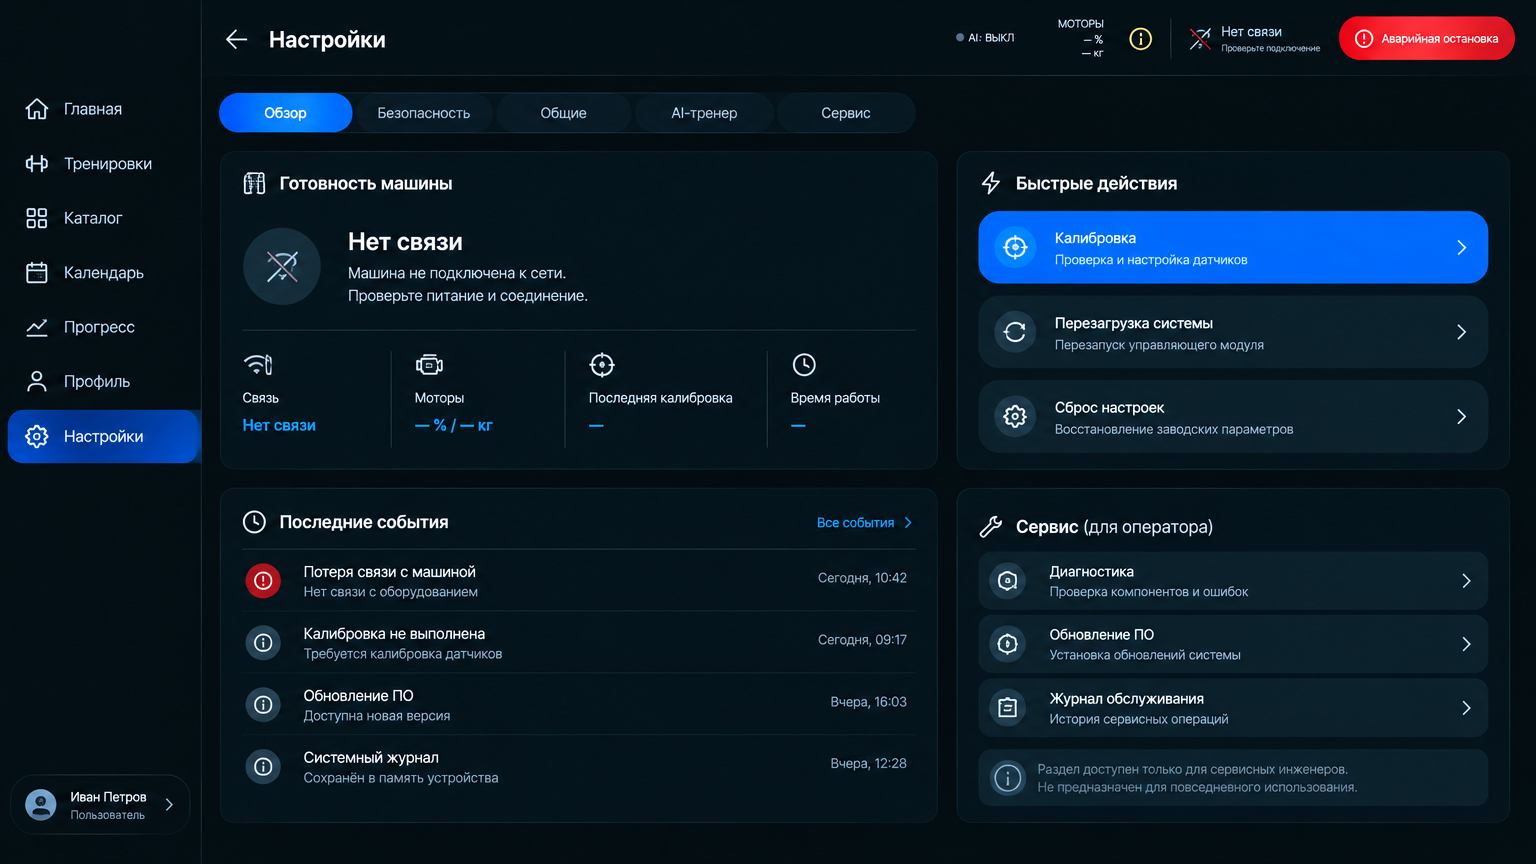 Настройки
AI: ВЫКЛ
МОТОРЫ
— %
— кг
Нет связи
Проверьте подключение
Аварийная остановка
Главная
Тренировки
Каталог
Календарь
Прогресс
Профиль
Настройки
Иван Петров
Пользователь
Обзор
Безопасность
Общие
AI-тренер
Сервис
Готовность машины
Нет связи
Машина не подключена к сети.
Проверьте питание и соединение.
Связь
Нет связи
Моторы
— % / — кг
Последняя калибровка
—
Время работы
—
Быстрые действия
Калибровка
Проверка и настройка датчиков
Перезагрузка системы
Перезапуск управляющего модуля
Сброс настроек
Восстановление заводских параметров
Последние события
Все события
Потеря связи с машиной
Нет связи с оборудованием
Сегодня, 10:42
Калибровка не выполнена
Требуется калибровка датчиков
Сегодня, 09:17
Обновление ПО
Доступна новая версия
Вчера, 16:03
Системный журнал
Сохранён в память устройства
Вчера, 12:28
Сервис (для оператора)
Диагностика
Проверка компонентов и ошибок
Обновление ПО
Установка обновлений системы
Журнал обслуживания
История сервисных операций
Раздел доступен только для сервисных инженеров.
Не предназначен для повседневного использования.